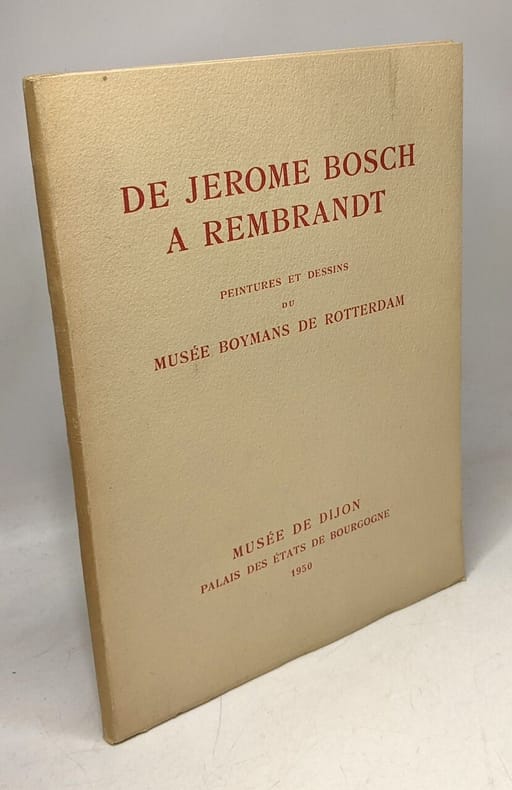 DE JEROME BOSCH
A REMBRANDT
PEINTURES ET DESSINS
DU
MUSÉE BOYMANS DE ROTTERDAM
MUSÉE DE DIJON
PALAIS DES ÉTATS DE BOURGOGNE
1950